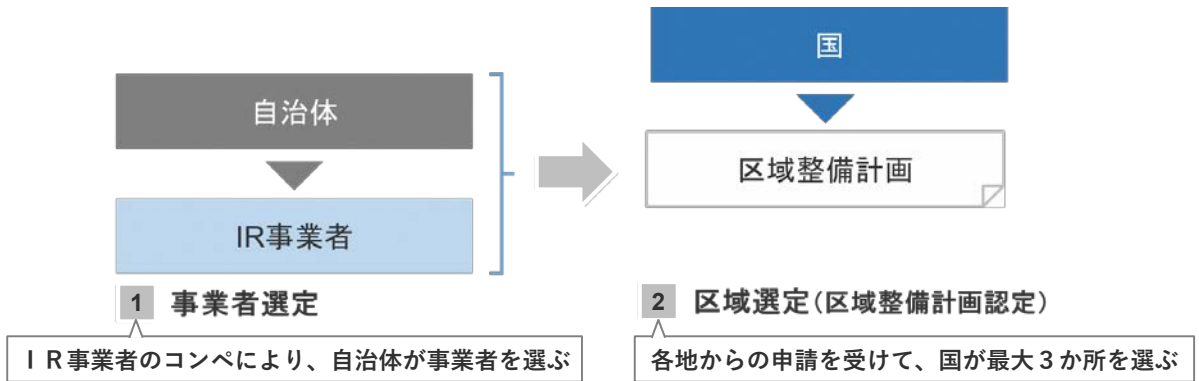 自治体
IR事業者
1 事業者選定
ＩＲ事業者のコンペにより、自治体が事業者を選ぶ
国
区域整備計画
2 区域選定(区域整備計画認定)
各地からの申請を受けて、国が最大３か所を選ぶ